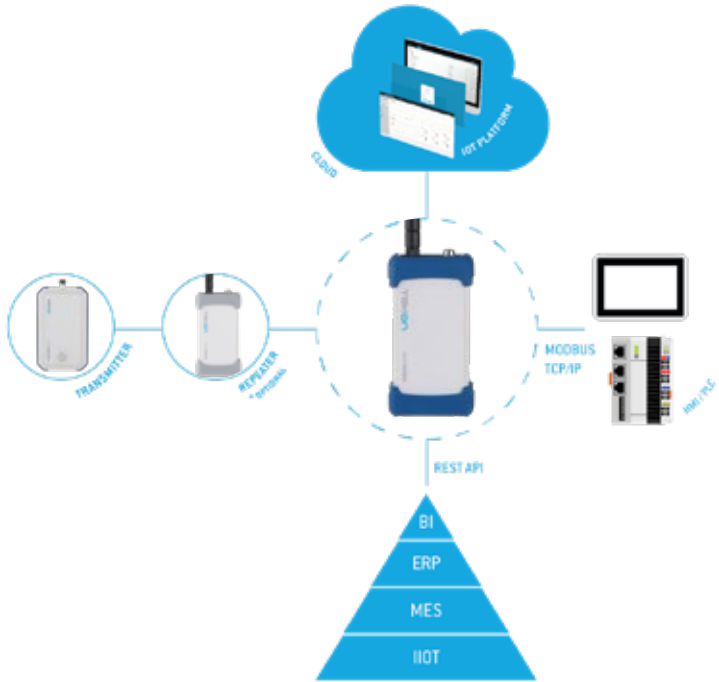 CLOUD
IOT PLATFORM
TRANSMITTER
REPEATER
*OPTIONAL
MODBUS
TCP/IP
HMI / PLC
REST API
BI
ERP
MES
IIOT